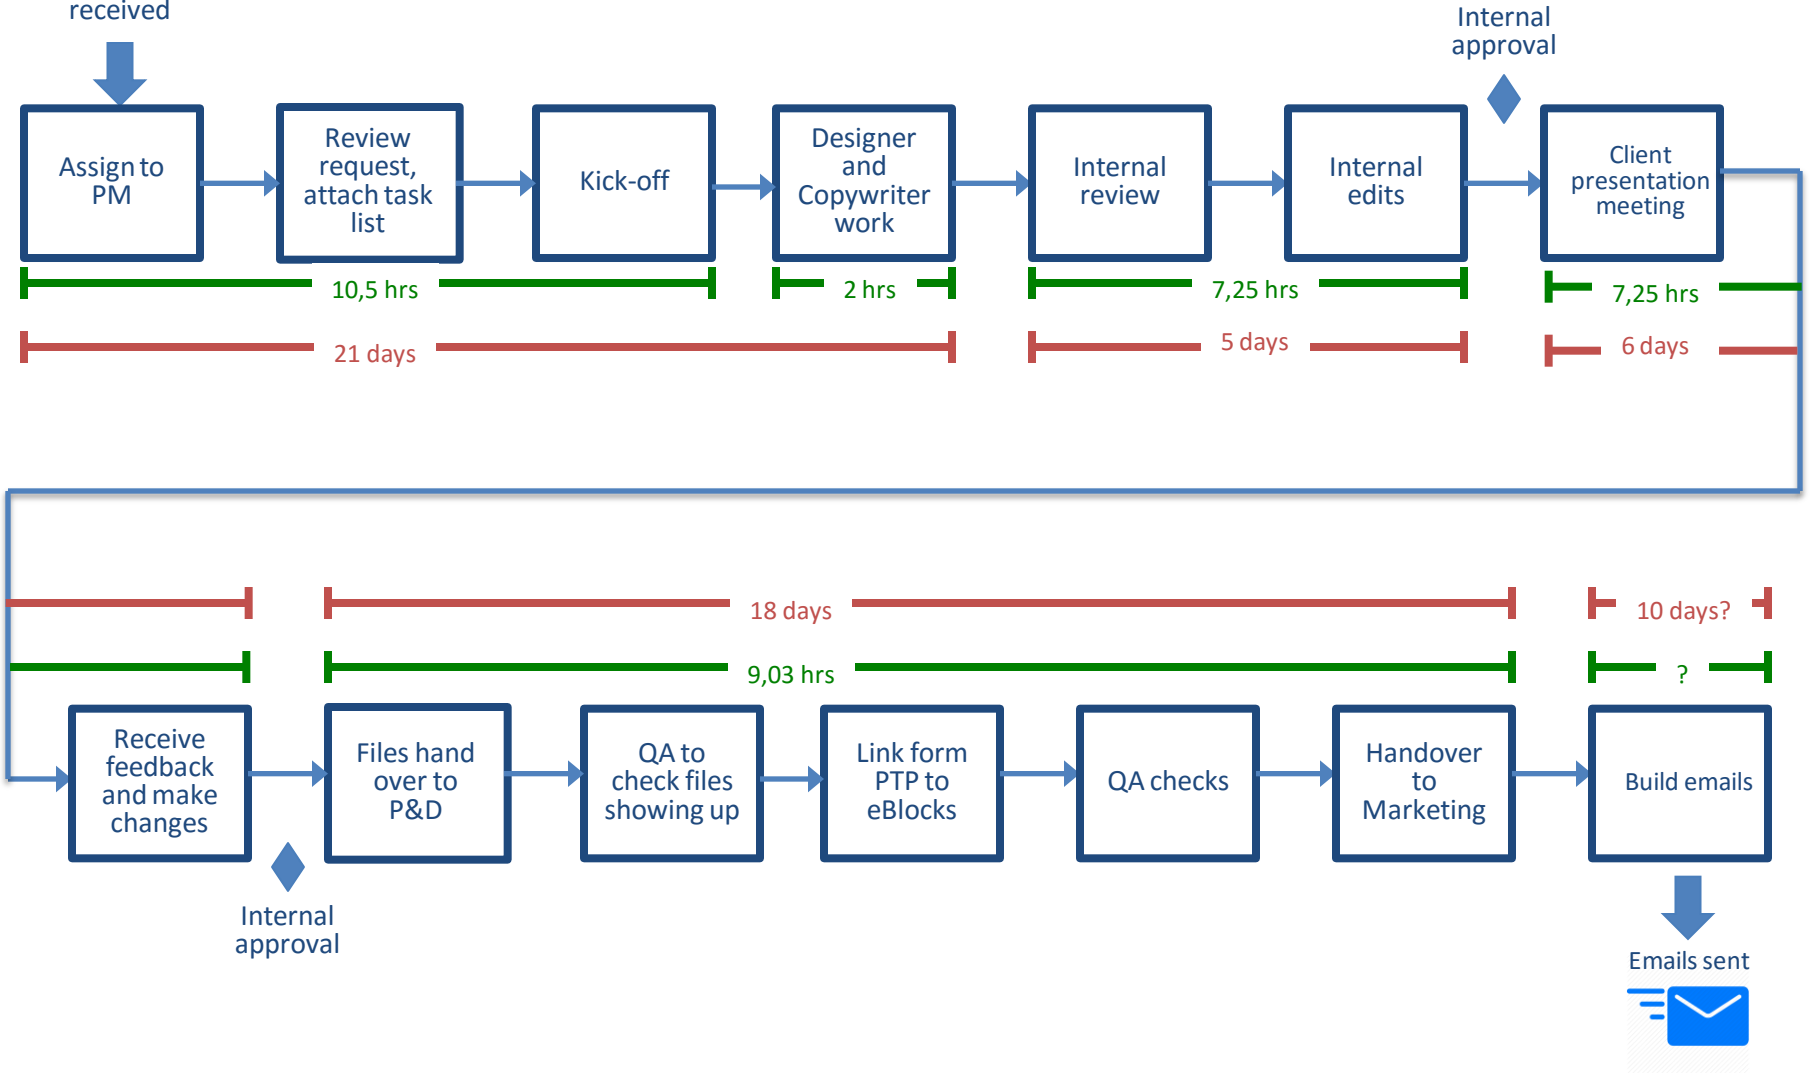 received
Internal
approval
Assign to
PM
Review
request,
attach task
list
Kick-off
Designer
and
Copywriter
work
Internal
review
Internal
edits
Client
presentation
meeting
10,5 hrs
2 hrs
7,25 hrs
7,25 hrs
21 days
5 days
6 days
18 days
10 days?
9,03 hrs
?
Receive
feedback
and make
changes
Files hand
over to
P&D
QA to
check files
showing up
Link form
PTP to
eBlocks
QA checks
Handover
to
Marketing
Build emails
Internal
approval
Emails sent